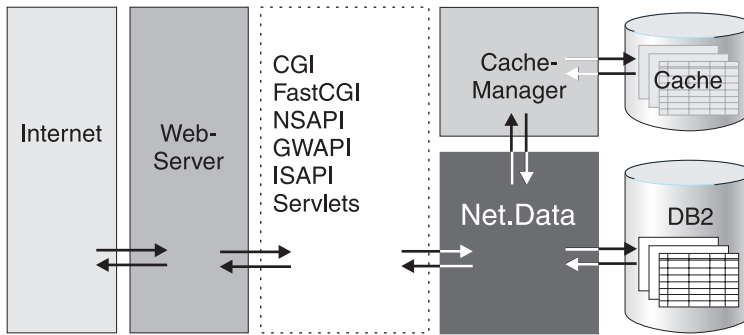 Internet
Web-
Server
CGI
FastCGI
NSAPI
GWAPI
ISAPI
Servlets
Cache-
Manager
Cache
Net.Data
DB2